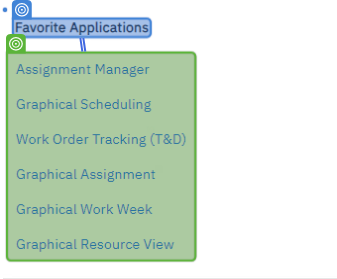 Favorite Applications
Assignment Manager
Graphical Scheduling
Work Order Tracking (T&D)
Graphical Assignment
Graphical Work Week
Graphical Resource View